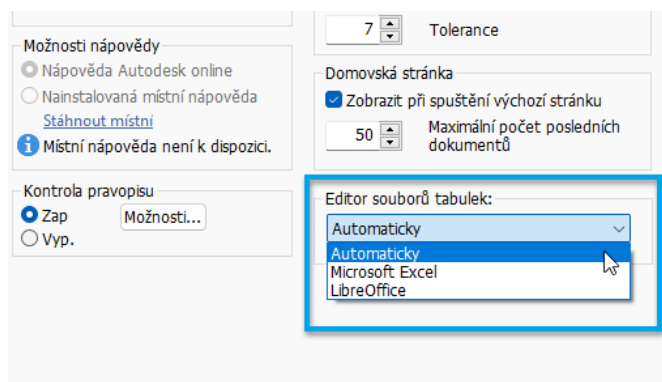 Možnosti nápovědy
Nápověda Autodesk online
Nainstalovaná místní nápověda
Stáhnout místní
Místní nápověda není k dispozici.
Kontrola pravopisu
Zap
Možnosti...
Vyp.
7
Tolerance
Domovská stránka
Zobrazit při spuštění výchozí stránku
50
Maximální počet posledních
dokumentů
Editor souborů tabulek:
Automaticky
Automaticky
Microsoft Excel
LibreOffice